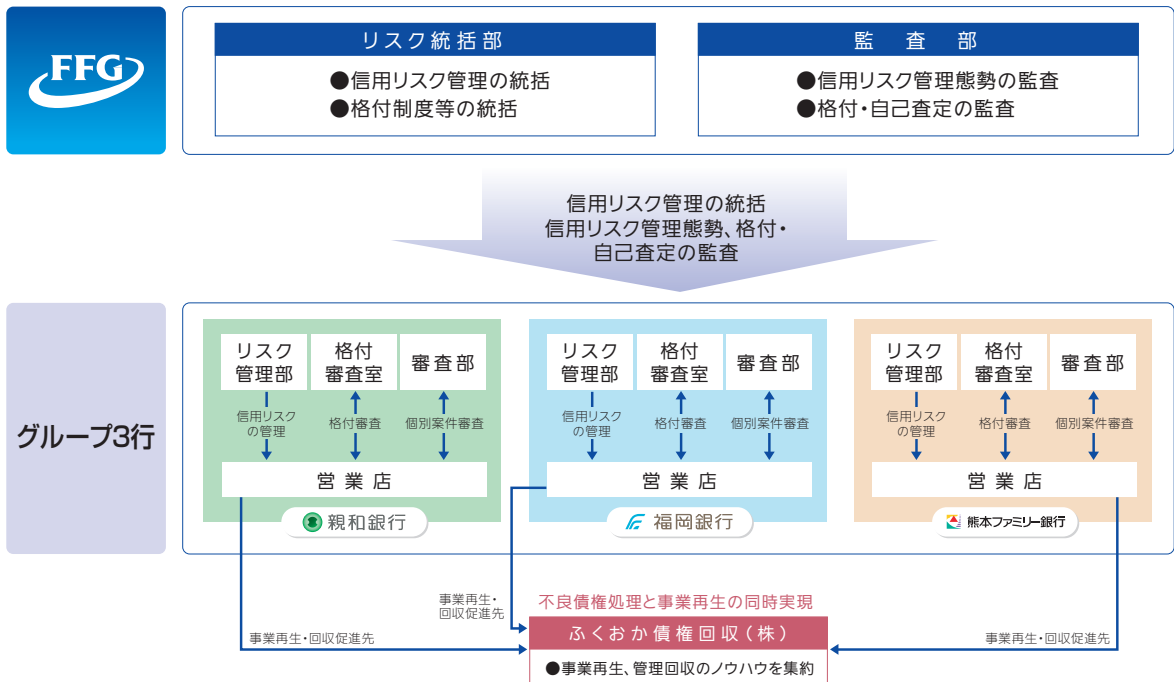 FFG
リスク統括部
●信用リスク管理の統括
●格付制度等の統括
監査部
●信用リスク管理態勢の監査
●格付・自己査定の監査
信用リスク管理の統括
信用リスク管理態勢、格付・
自己査定の監査
グループ3行
リスク
管理部
格付
審査室
審査部
信用リスク
の管理
格付審査
個別案件審査
営業店
親和銀行
リスク
管理部
格付
審査室
審査部
信用リスク
の管理
格付審査
個別案件審査
営業店
福岡銀行
リスク
管理部
格付
審査室
審査部
信用リスク
の管理
格付審査
個別案件審査
営業店
熊本ファミリー銀行
事業再生・回収促進先
事業再生・
回収促進先
不良債権処理と事業再生の同時実現
ふくおか債権回収(株)
●事業再生、管理回収のノウハウを集約
事業再生・回収促進先